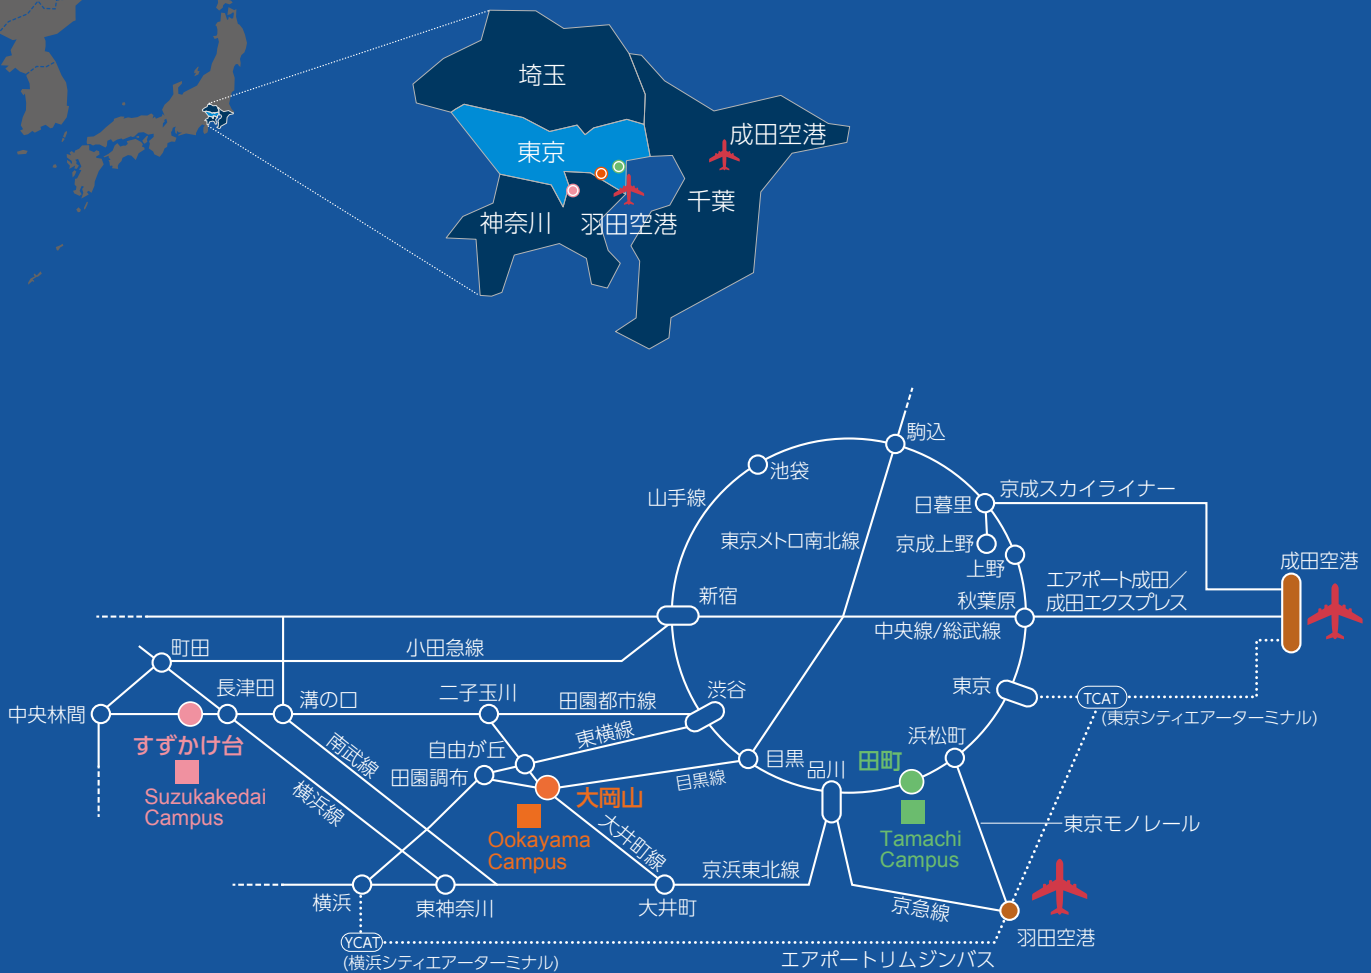 埼玉
東京
成田空港
千葉
神奈川
羽田空港
駒込
池袋
山手線
日暮里
京成スカイライナー
東京メトロ南北線
京成上野
上野
成田空港
エアポート成田／
成田エクスプレス
新宿
秋葉原
中央線/総武線
町田
小田急線
長津田
溝の口
二子玉川
田園都市線
渋谷
東京
TCAT
(東京シティエアーターミナル)
中央林間
すずかけ台
Suzukakedai
Campus
南武線
横浜線
自由が丘
東横線
田園調布
大岡山
Ookayama
Campus
目黒線
目黒
品川
田町
Tamachi
Campus
浜松町
東京モノレール
大井町線
京浜東北線
横浜
東神奈川
大井町
京急線
羽田空港
YCAT
(横浜シティエアーターミナル)
エアポートリムジンバス